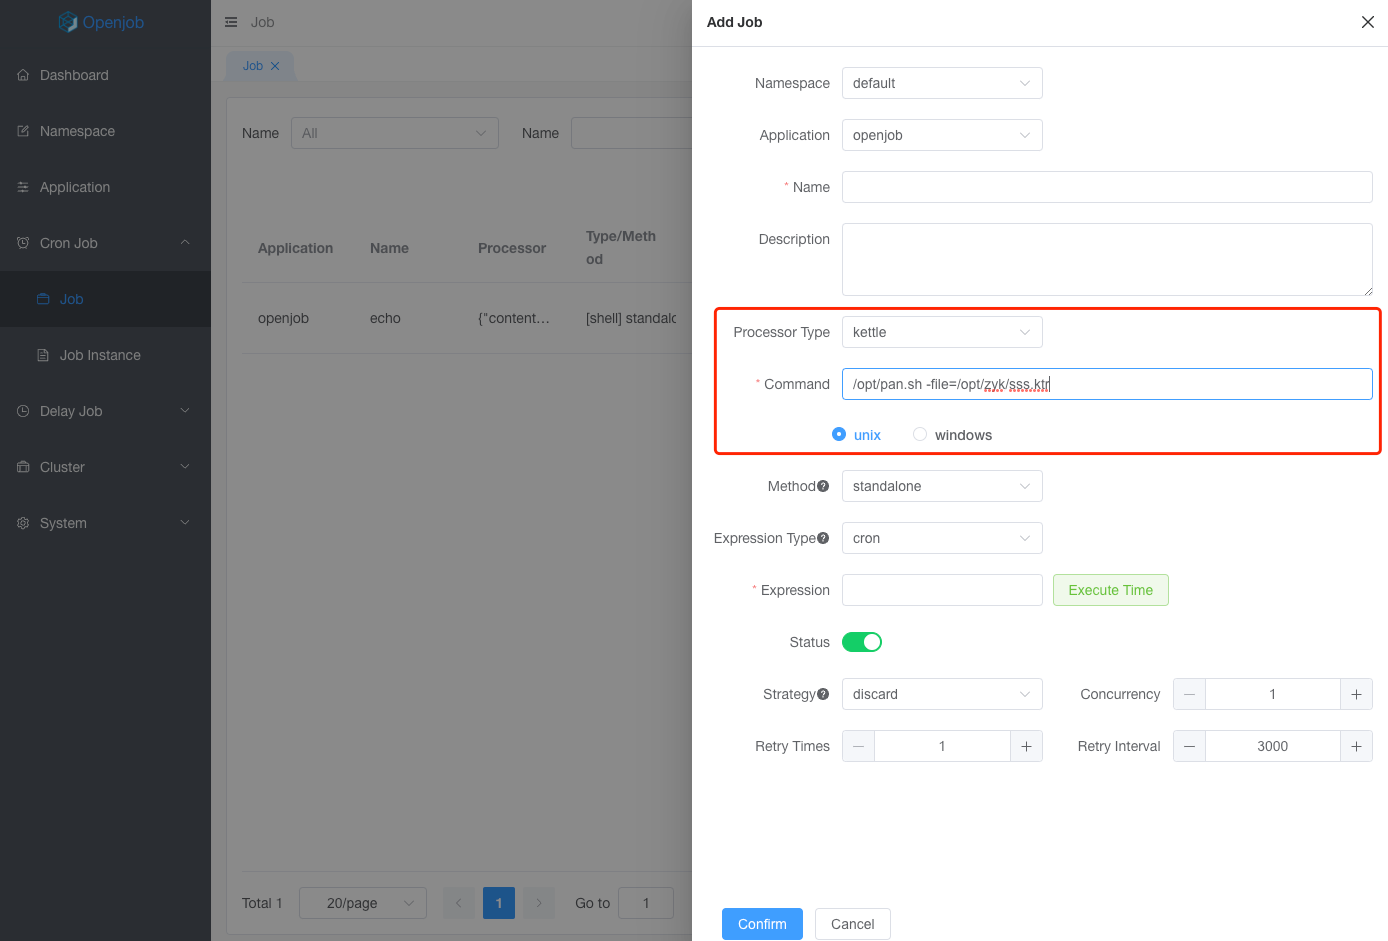 Openjob
Dashboard
Namespace
Application
Cron Job
Job
Job Instance
Delay Job
Cluster
System
Job
Job
Name All Name
Application Name Processor Type/Meth
od
openjob echo {"content... [shell] standalc
Total 1 20/page 1 Go to 1
Add Job
Namespace default
Application openjob
* Name
Description
Processor Type kettle
* Command /opt/pan.sh -file=/opt/zyk/sss.ktr
unix windows
Method standalone
Expression Type cron
* Expression Execute Time
Status
Strategy discard Concurrency 1
Retry Times 1 Retry Interval 3000
Confirm Cancel